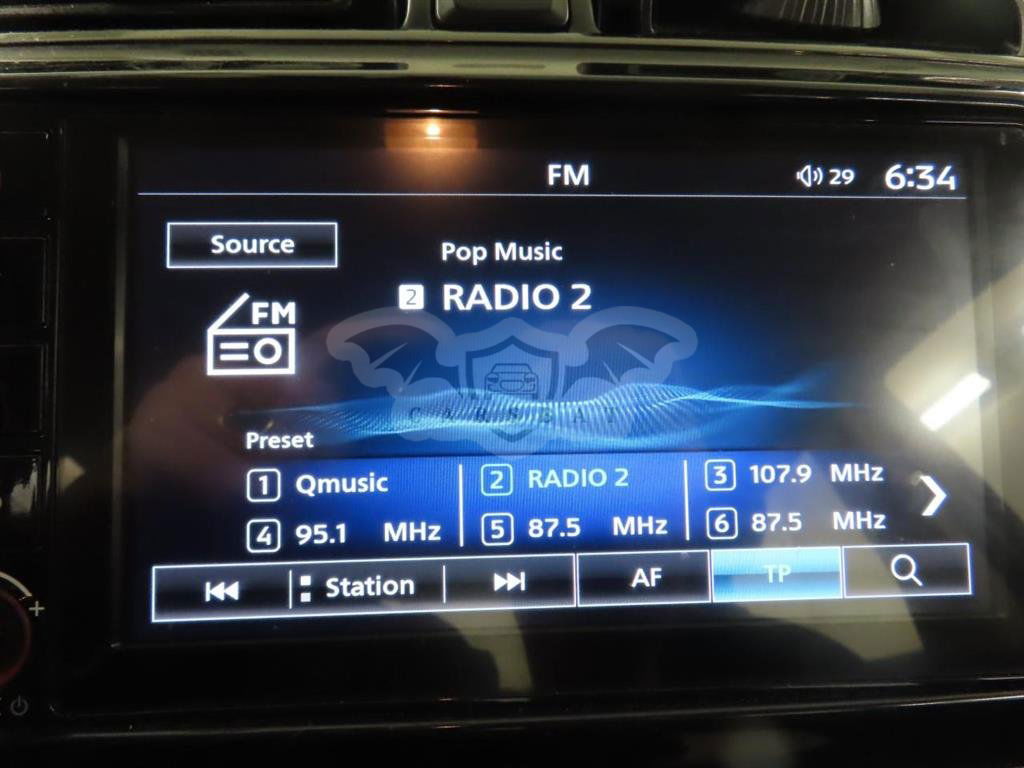 FM 29 6:34
Source
Pop Music
2 RADIO 2
FM
CARSBAT
Preset
1 Qmusic 2 RADIO 2 3 107.9 MHz
4 95.1 MHz 5 87.5 MHz 6 87.5 MHz
Station AF TP